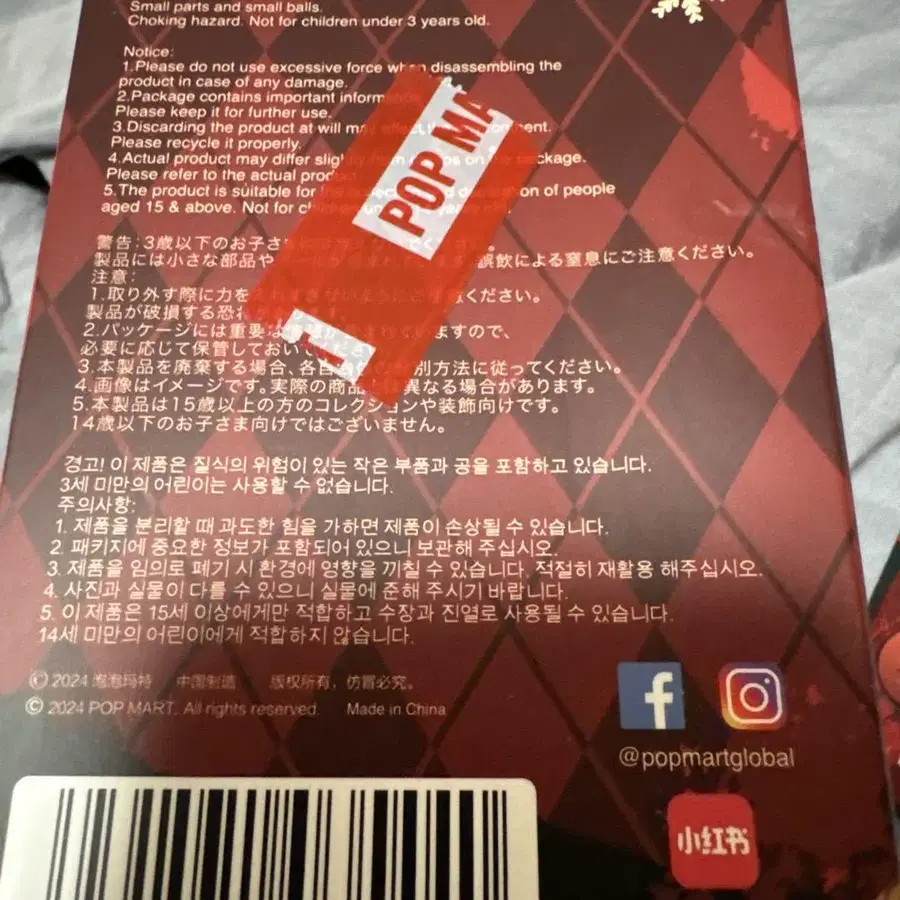 Small parts and small balls.
Choking hazard. Not for children under 3 years old.
Notice:
1.Please do not use excessive force when disassembling the
product in case of any damage.
2.Package contains important
Please keep it for further use.
3.Discarding the product at will may
Please recycle it properly.
4.Actual product may differ slightly on the package.
Please refer to the actual product
5.The product is suitable for of people
aged 15 & above. Not for
POP MA
警告:3歳以下のお子さ
製品には小さな部品や 誤飲による窒息にご注意ください。
注意:
1.取り外す際に力を ください。
製品が破損する恐れ
2.パッケージには重要な いますので、
必要に応じて保管しておい
3.本製品を廃棄する場合、各自 別方法に従ってください。
4.画像はイメージです。実際の商品とは異なる場合があります。
5.本製品は15歳以上の方のコレクションや装飾向けです。
14歳以下のお子さま向けではございません。
경고! 이 제품은 질식의 위험이 있는 작은 부품과 공을 포함하고 있습니다.
3세 미만의 어린이는 사용할 수 없습니다.
주의사항:
1. 제품을 분리할 때 과도한 힘을 가하면 제품이 손상될 수 있습니다.
2. 패키지에 중요한 정보가 포함되어 있으니 보관해 주십시오.
3. 제품을 임의로 폐기 시 환경에 영향을 끼칠 수 있습니다. 적절히 재활용 해주십시오.
4. 사진과 실물이 다를 수 있으니 실물에 준해 주시기 바랍니다.
5. 이 제품은 15세 이상에게만 적합하고 수장과 진열로 사용될 수 있습니다.
14세 미만의 어린이에게 적합하지 않습니다.
© 2024 泡泡玛特 中国制造 版权所有，仿冒必究。
© 2024 POP MART. All rights reserved. Made in China
@popmartglobal
小红书